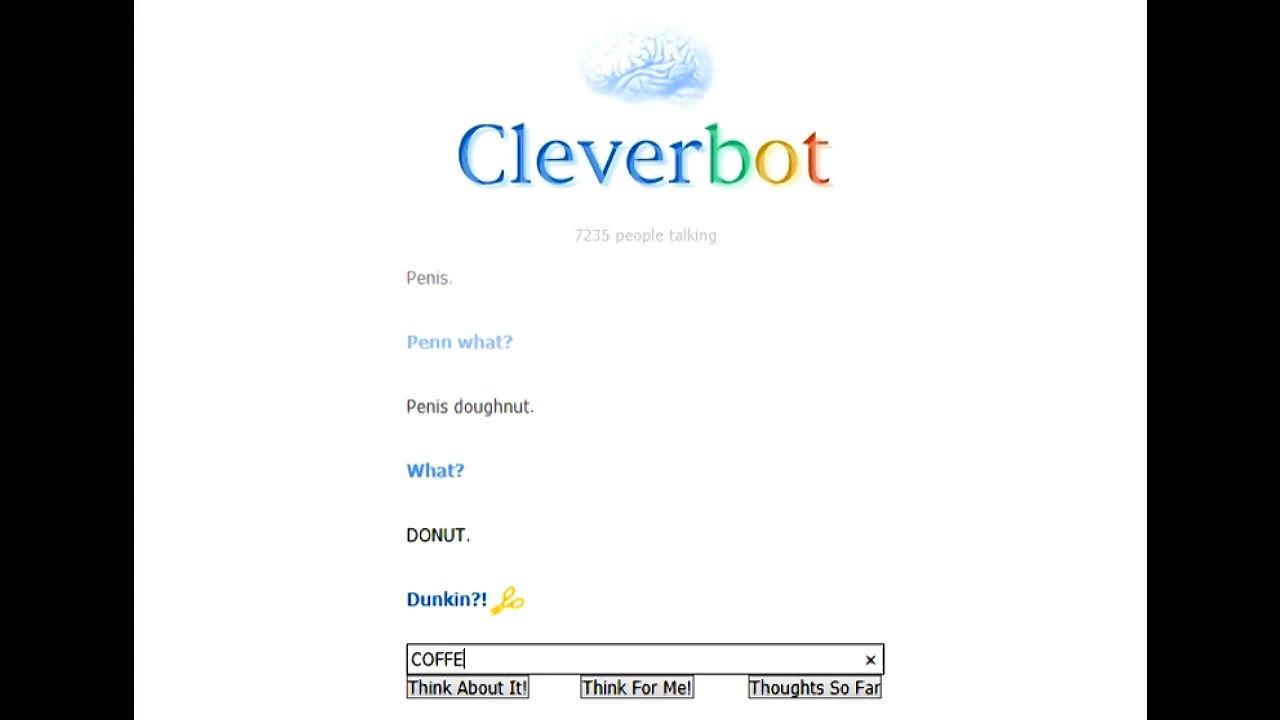 Cleverbot
7235 people talking
Penis.
Penn what?
Penis doughnut.
What?
DONUT.
Dunkin?!
COFFE
Think About It! Think For Me! Thoughts So Far